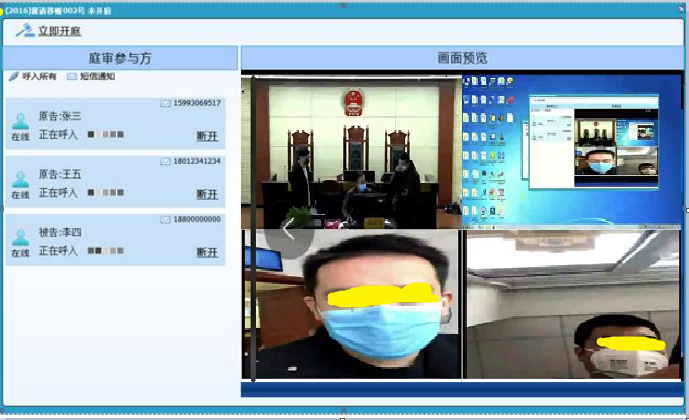 (2016)冀请移赃002号 未开庭
立即开庭
庭审参与方
画面预览
呼入所有 短信通知
15993069517
原告:张三
在线 正在呼入 断开
18012341234
原告:王五
在线 正在呼入 断开
18800000000
被告:李四
在线 正在呼入 断开